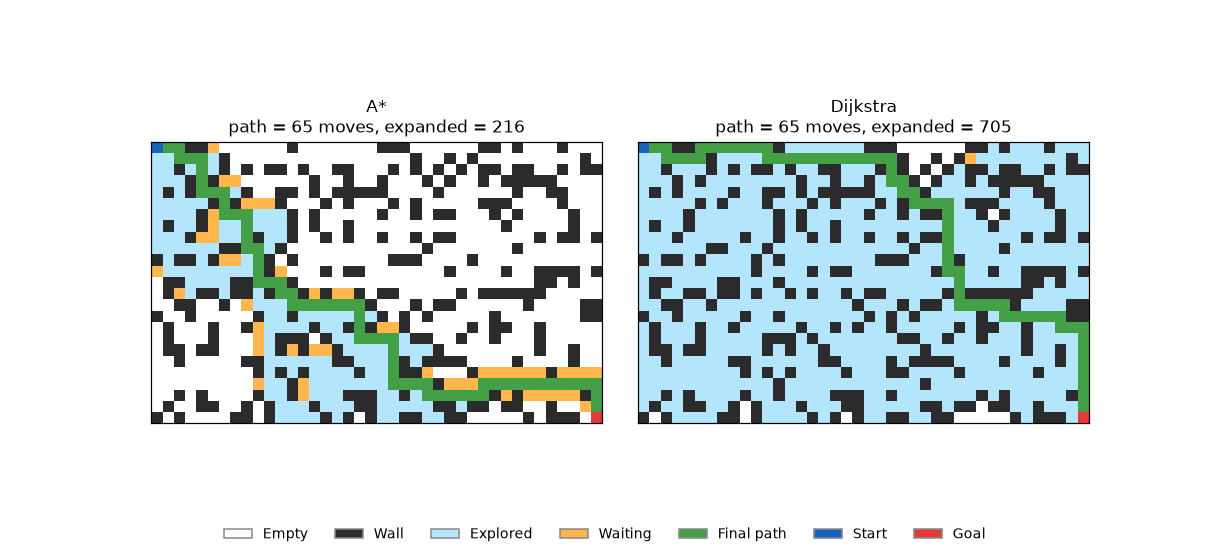 A*
path = 65 moves, expanded = 216
Dijkstra
path = 65 moves, expanded = 705
Empty
Wall
Explored
Waiting
Final path
Start
Goal